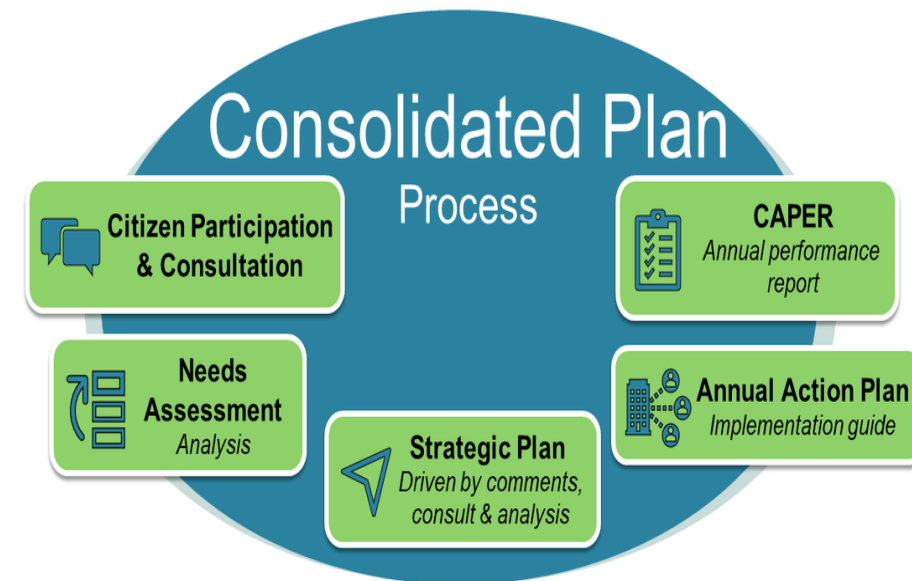 Consolidated Plan
Process
Citizen Participation
& Consultation
Needs
Assessment
Analysis
Strategic Plan
Driven by comments,
consult & analysis
Annual Action Plan
Implementation guide
CAPER
Annual performance
report